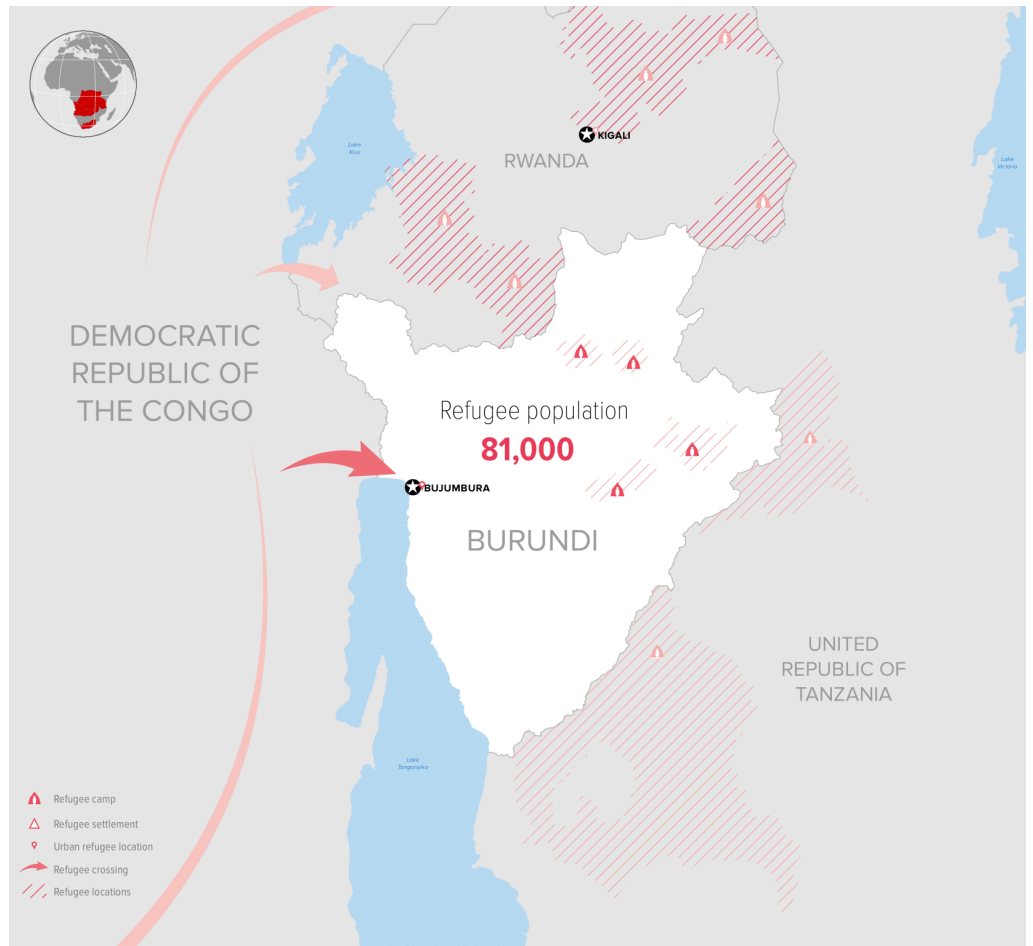 Lake
Kivu
KIGALI
RWANDA
Lake
Victoria
DEMOCRATIC
REPUBLIC OF
THE CONGO
Refugee population
81,000
BUJUMBURA
BURUNDI
UNITED
REPUBLIC OF
TANZANIA
Lake
Tanganyika
Refugee camp
Refugee settlement
Urban refugee location
Refugee crossing
Refugee locations